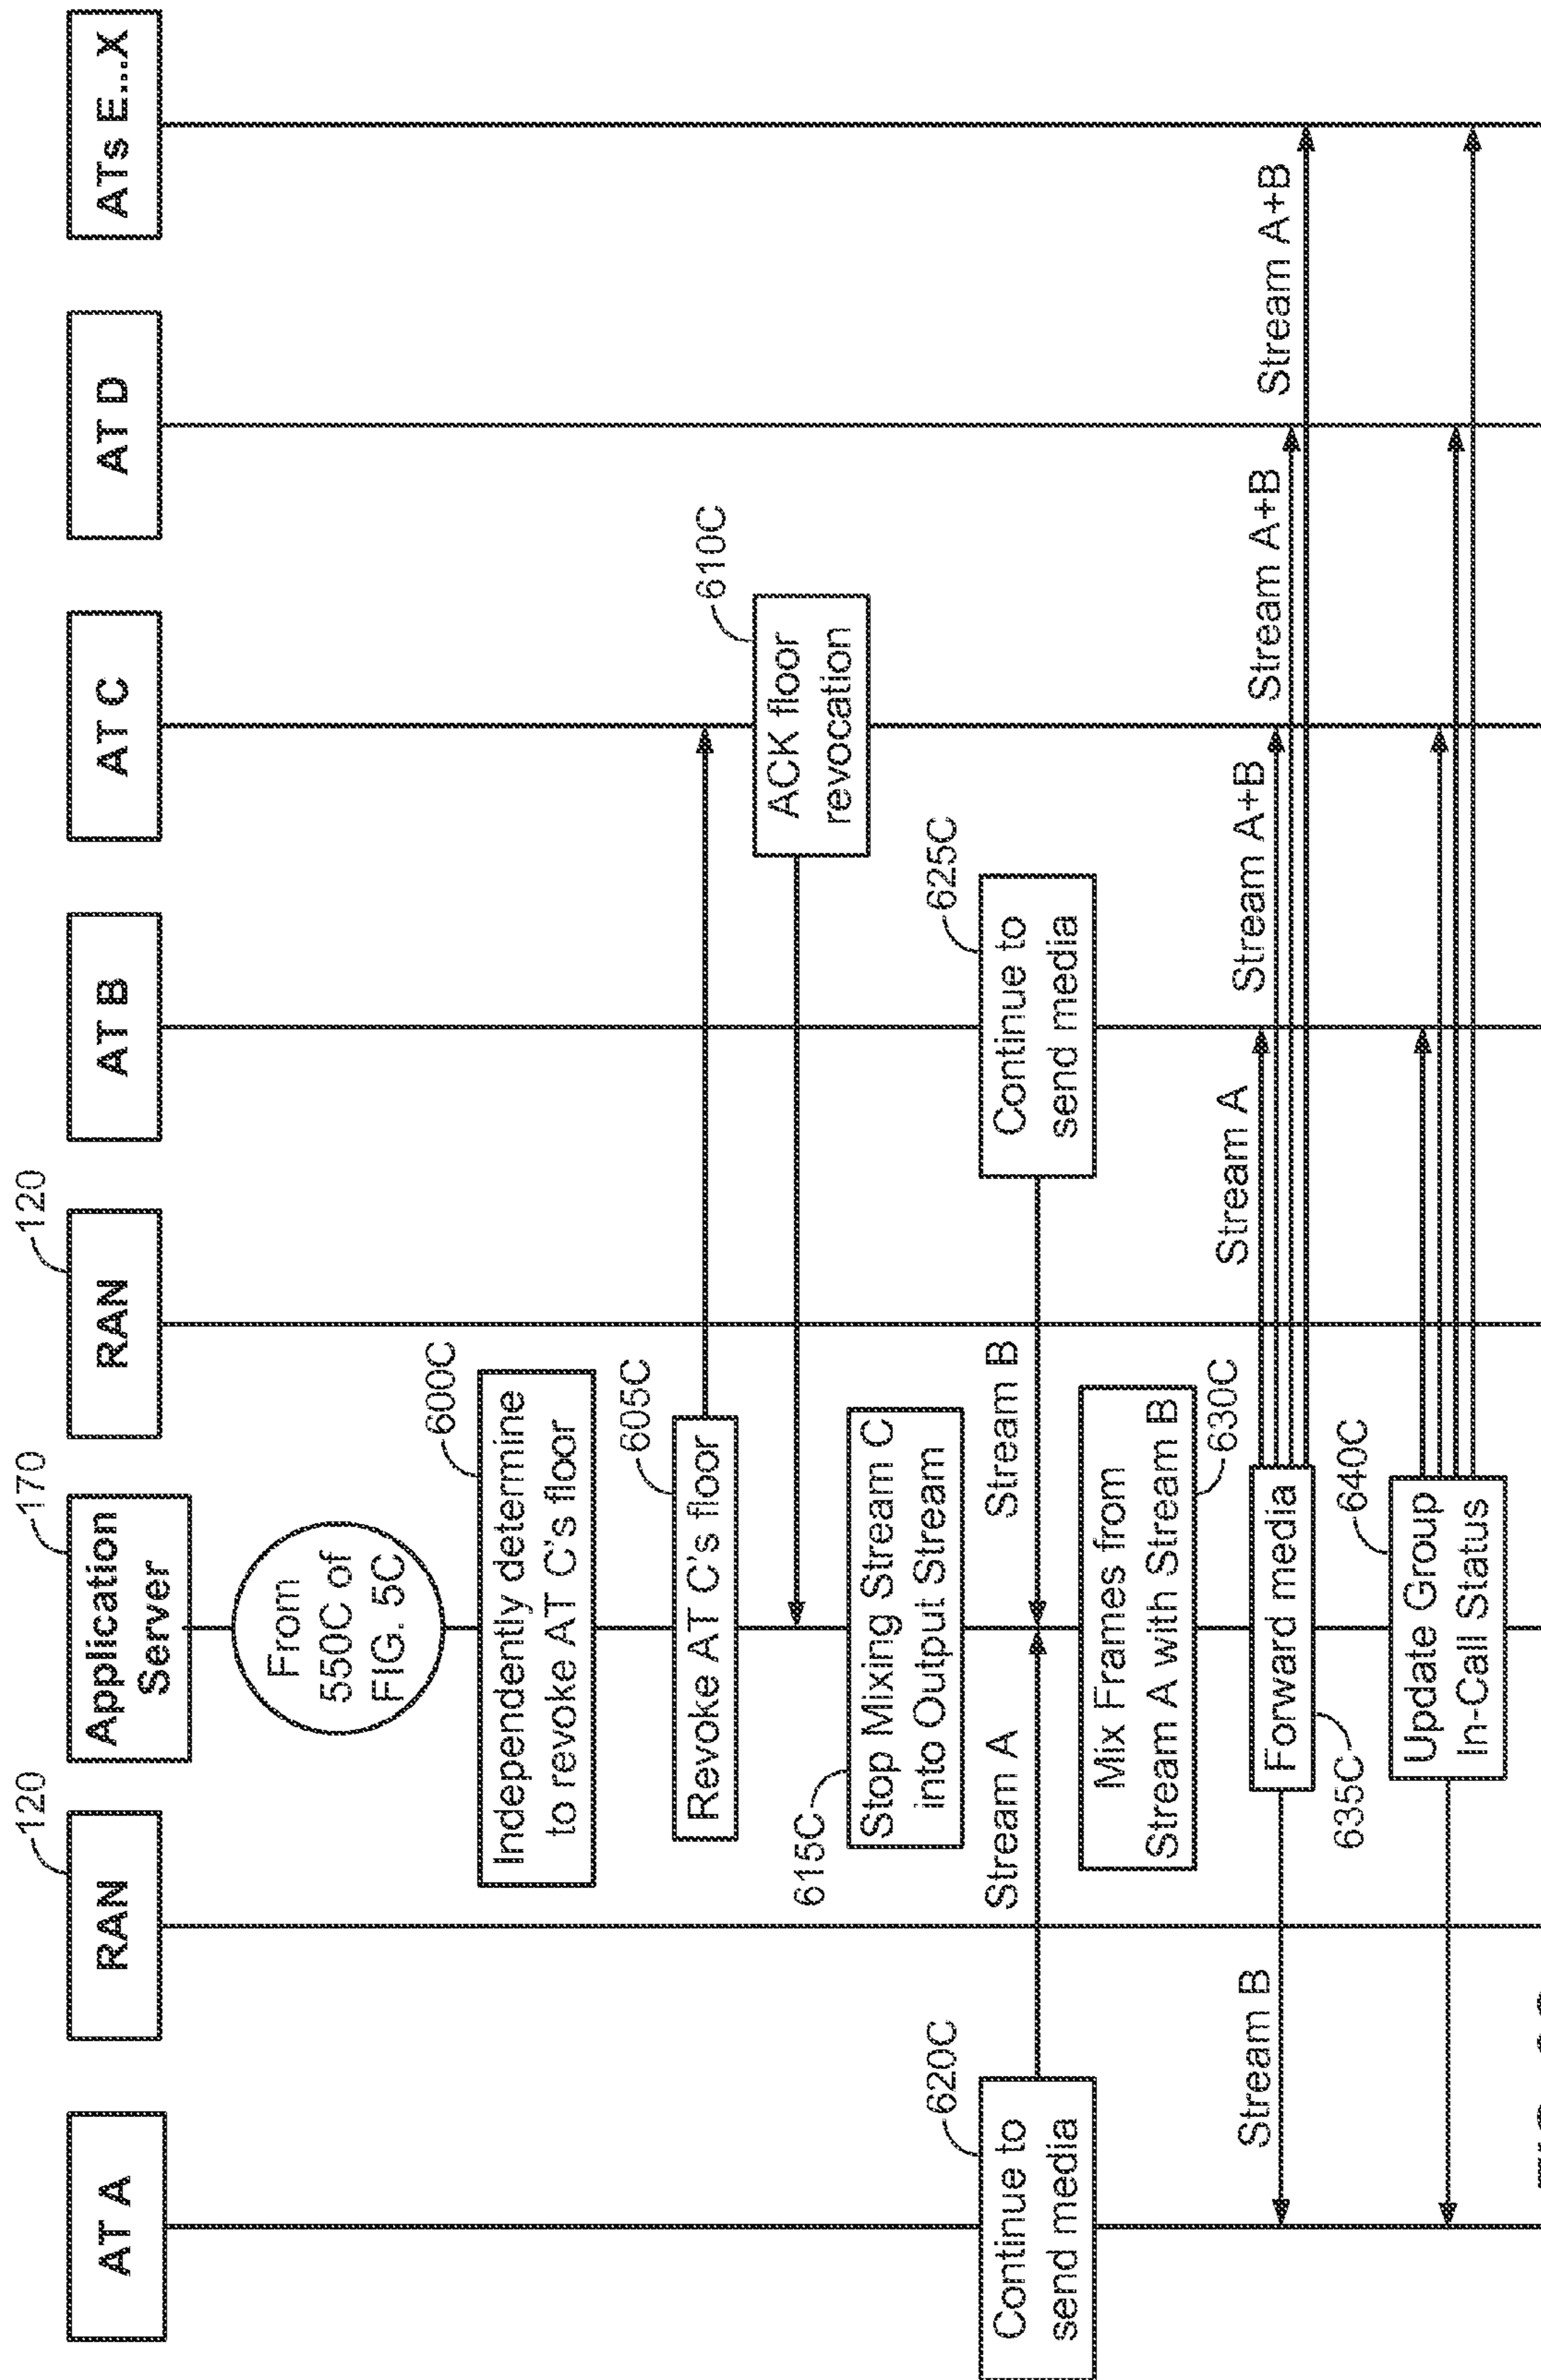 120
170
120
AT A
RAN
Application
Server
RAN
AT B
AT C
AT D
ATs E...X
From
550C of
FIG. 5C
600C
Independently determine
to revoke AT C's floor
605C
Revoke AT C's floor
610C
ACK floor
revocation
615C
Stop Mixing Stream C
into Output Stream
620C
Continue to
send media
Stream A
Stream B
625C
Continue to
send media
Mix Frames from
Stream A with Stream B
630C
Stream B
Forward media
635C
Stream A
Stream A+B
Stream A+B
Stream A+B
640C
Update Group
In-Call Status